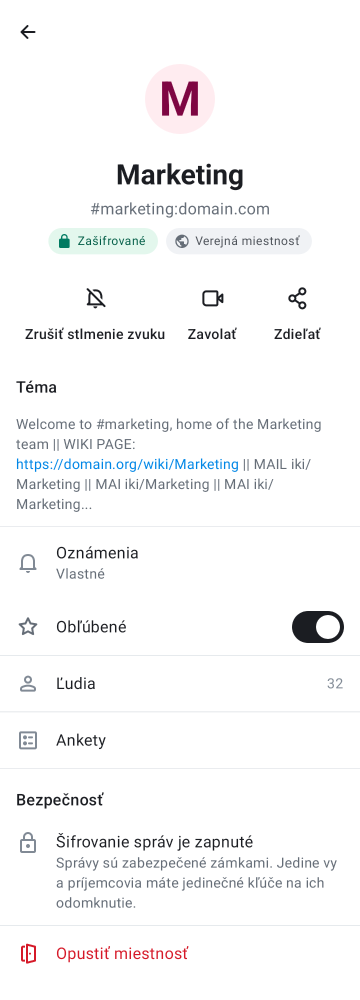 M
Marketing
#marketing:domain.com
Zašifrované
Verejná miestnosť
Zrušiť stlmenie zvuku
Zavolať
Zdieľať
Téma
Welcome to #marketing, home of the Marketing
team || WIKI PAGE:
https://domain.org/wiki/Marketing || MAIL iki/
Marketing || MAI iki/Marketing || MAI iki/
Marketing...
Oznámenia
Vlastné
Obľúbené
Ľudia 32
Ankety
Bezpečnosť
Šifrovanie správ je zapnuté
Správy sú zabezpečené zámkami. Jedine vy
a príjemcovia máte jedinečné kľúče na ich
odomknutie.
Opustiť miestnosť